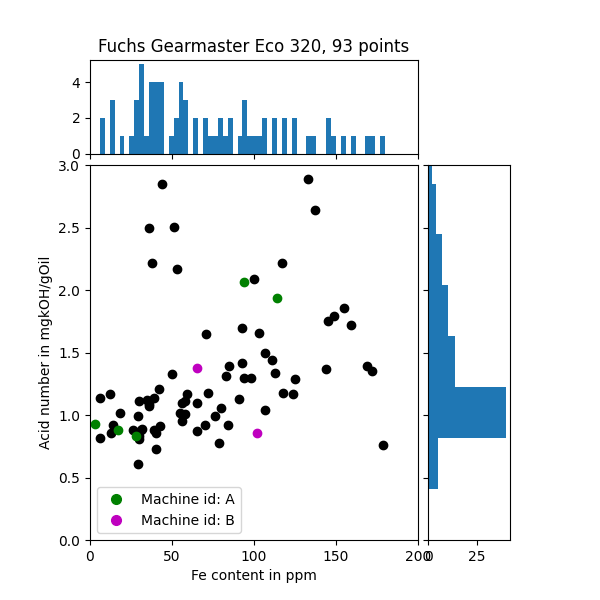 Fuchs Gearmaster Eco 320, 93 points
4
2
0
3.0
2.5
2.0
1.5
1.0
0.5
0.0
Acid number in mgkOH/gOil
Machine id: A
Machine id: B
0 50 100 150 200 0 25
Fe content in ppm